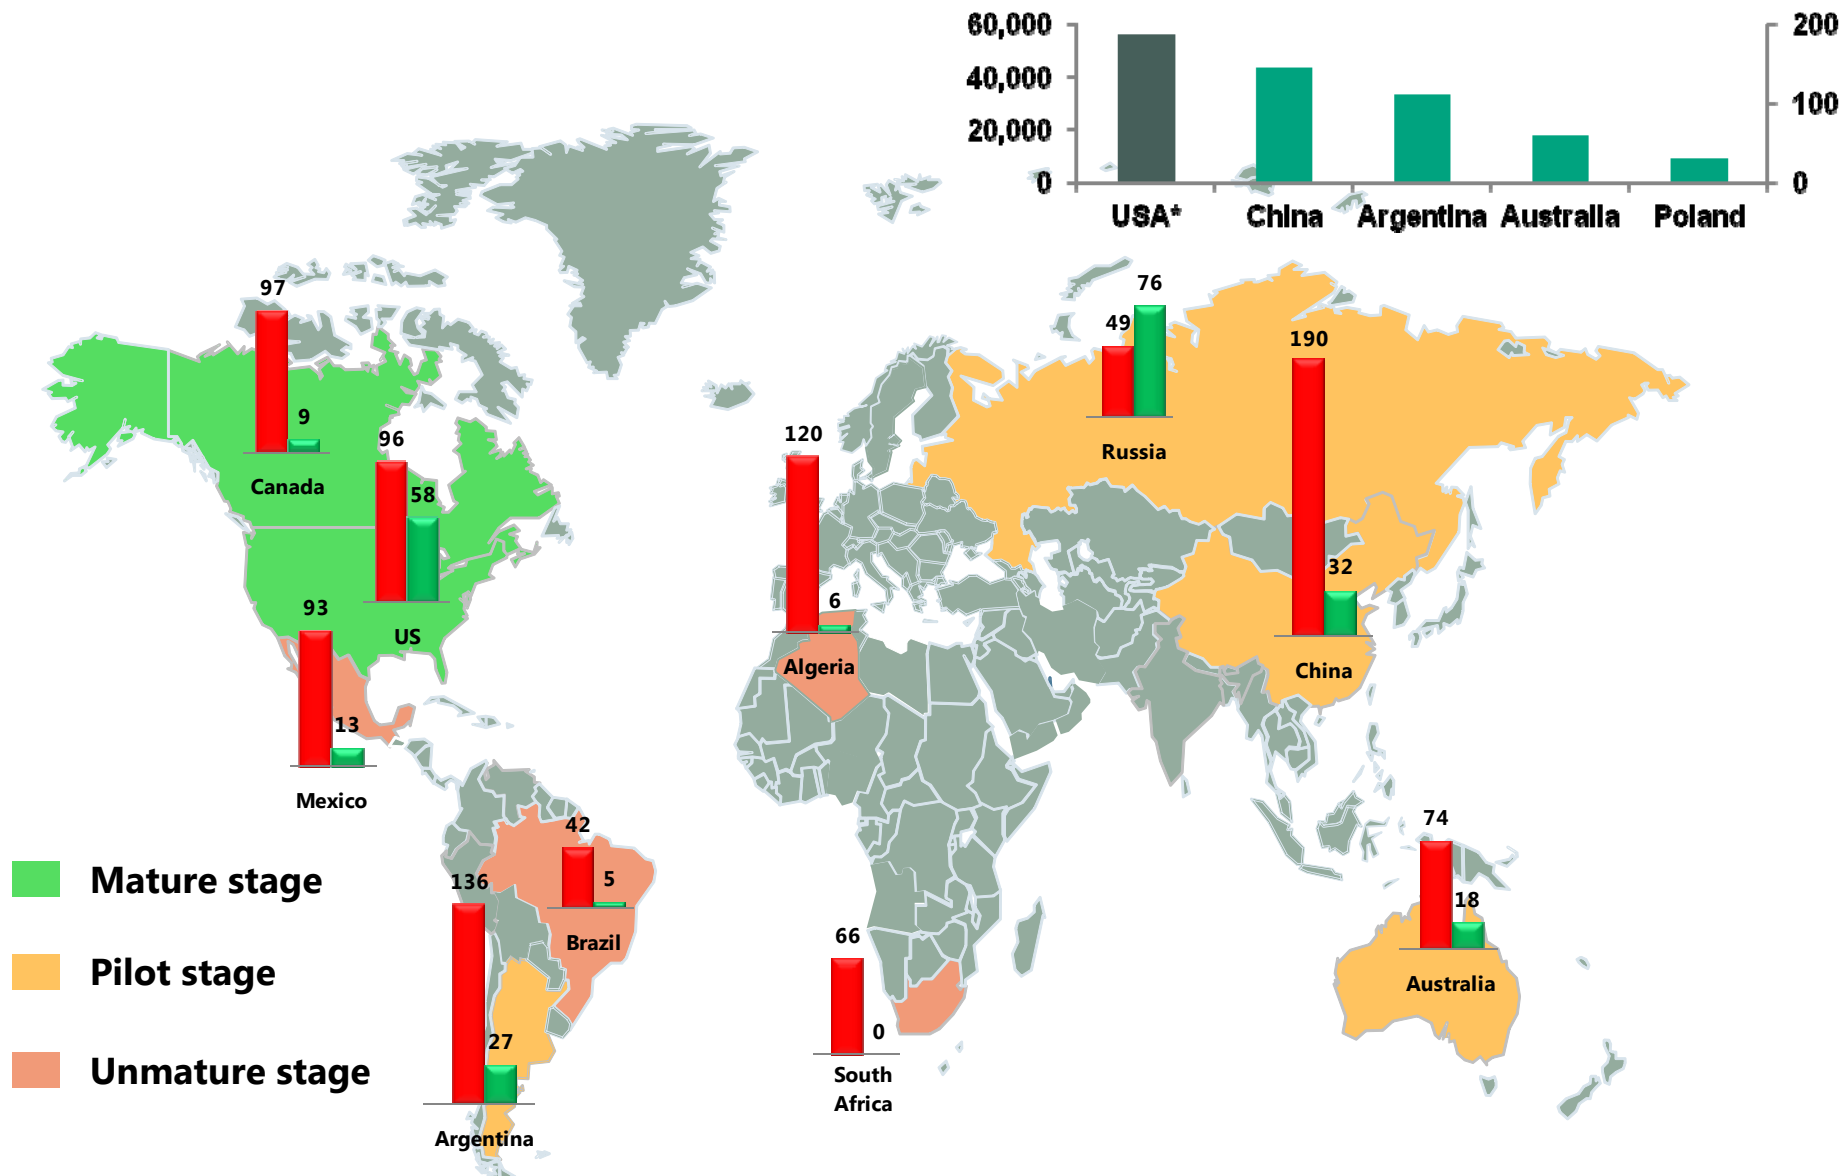 60,000
40,000
20,000
0
200
100
0
USA*
China
Argentina
Australia
Poland
97
9
Canada
96
58
US
93
13
Mexico
42
5
Brazil
136
27
Argentina
120
6
Algeria
66
0
South
Africa
49
76
Russia
190
32
China
74
18
Australia
Mature stage
Pilot stage
Unmature stage